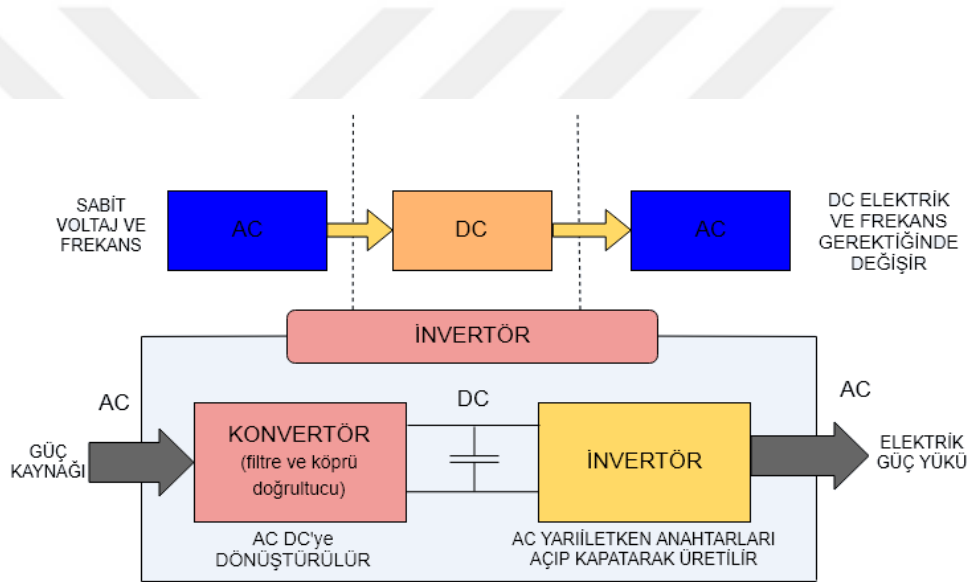 SABİT
VOLTAJ VE
FREKANS
AC
DC
AC
DC ELEKTRİK
VE FREKANS
GEREKTİĞİNDE
DEĞİŞİR
İNVERTÖR
AC
DC
AC
GÜÇ
KAYNAĞI
KONVERTÖR
(filtre ve köprü
doğrultucu)
İNVERTÖR
ELEKTRİK
GÜÇ YÜKÜ
AC DC'ye
DÖNÜŞTÜRÜLÜR
AC YARIİLETKEN ANAHTARLARI
AÇIP KAPATARAK ÜRETİLİR